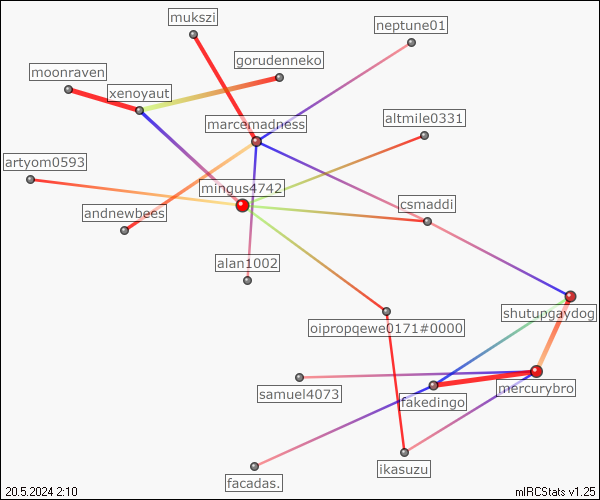 mukszi
neptune01
gorudenneko
moonraven
xenoyaut
altmile0331
marcemadness
artyom0593
mingus4742
csmaddi
andnewbees
alan1002
shutupgaydog
oipropqewe0171#0000
mercurybro
samuel4073
fakedingo
ikasuzu
facadas.
20.5.2024 2:10
mIRCStats v1.25